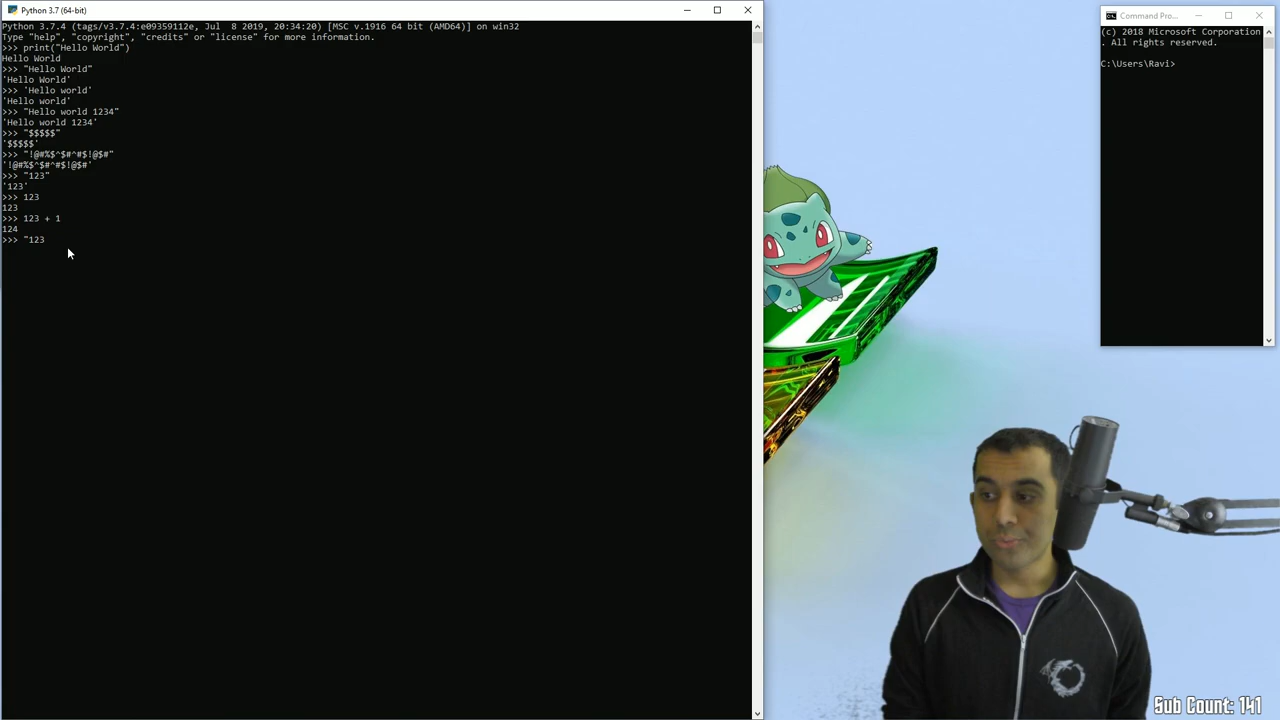 Python 3.7 (64-bit)
Python 3.7.4 (tags/v3.7.4:e09359112e, Jul  8 2019, 20:34:20) [MSC v.1916 64 bit (AMD64)] on win32
Type "help", "copyright", "credits" or "license" for more information.
>>> print("Hello World")
Hello World
>>> "Hello World"
'Hello World'
>>> 'Hello world'
'Hello world'
>>> "Hello world 1234"
'Hello world 1234'
>>> "$$$$$"
'$$$$$'
>>> "!@#%$^$#^#$!@$#"
'!@#%$^$#^#$!@$#'
>>> "123"
'123'
>>> 123
123
>>> 123 + 1
124
>>> "123
Command Pro...
(c) 2018 Microsoft Corporation
. All rights reserved.
C:\Users\Ravi>
Sub Count: 141